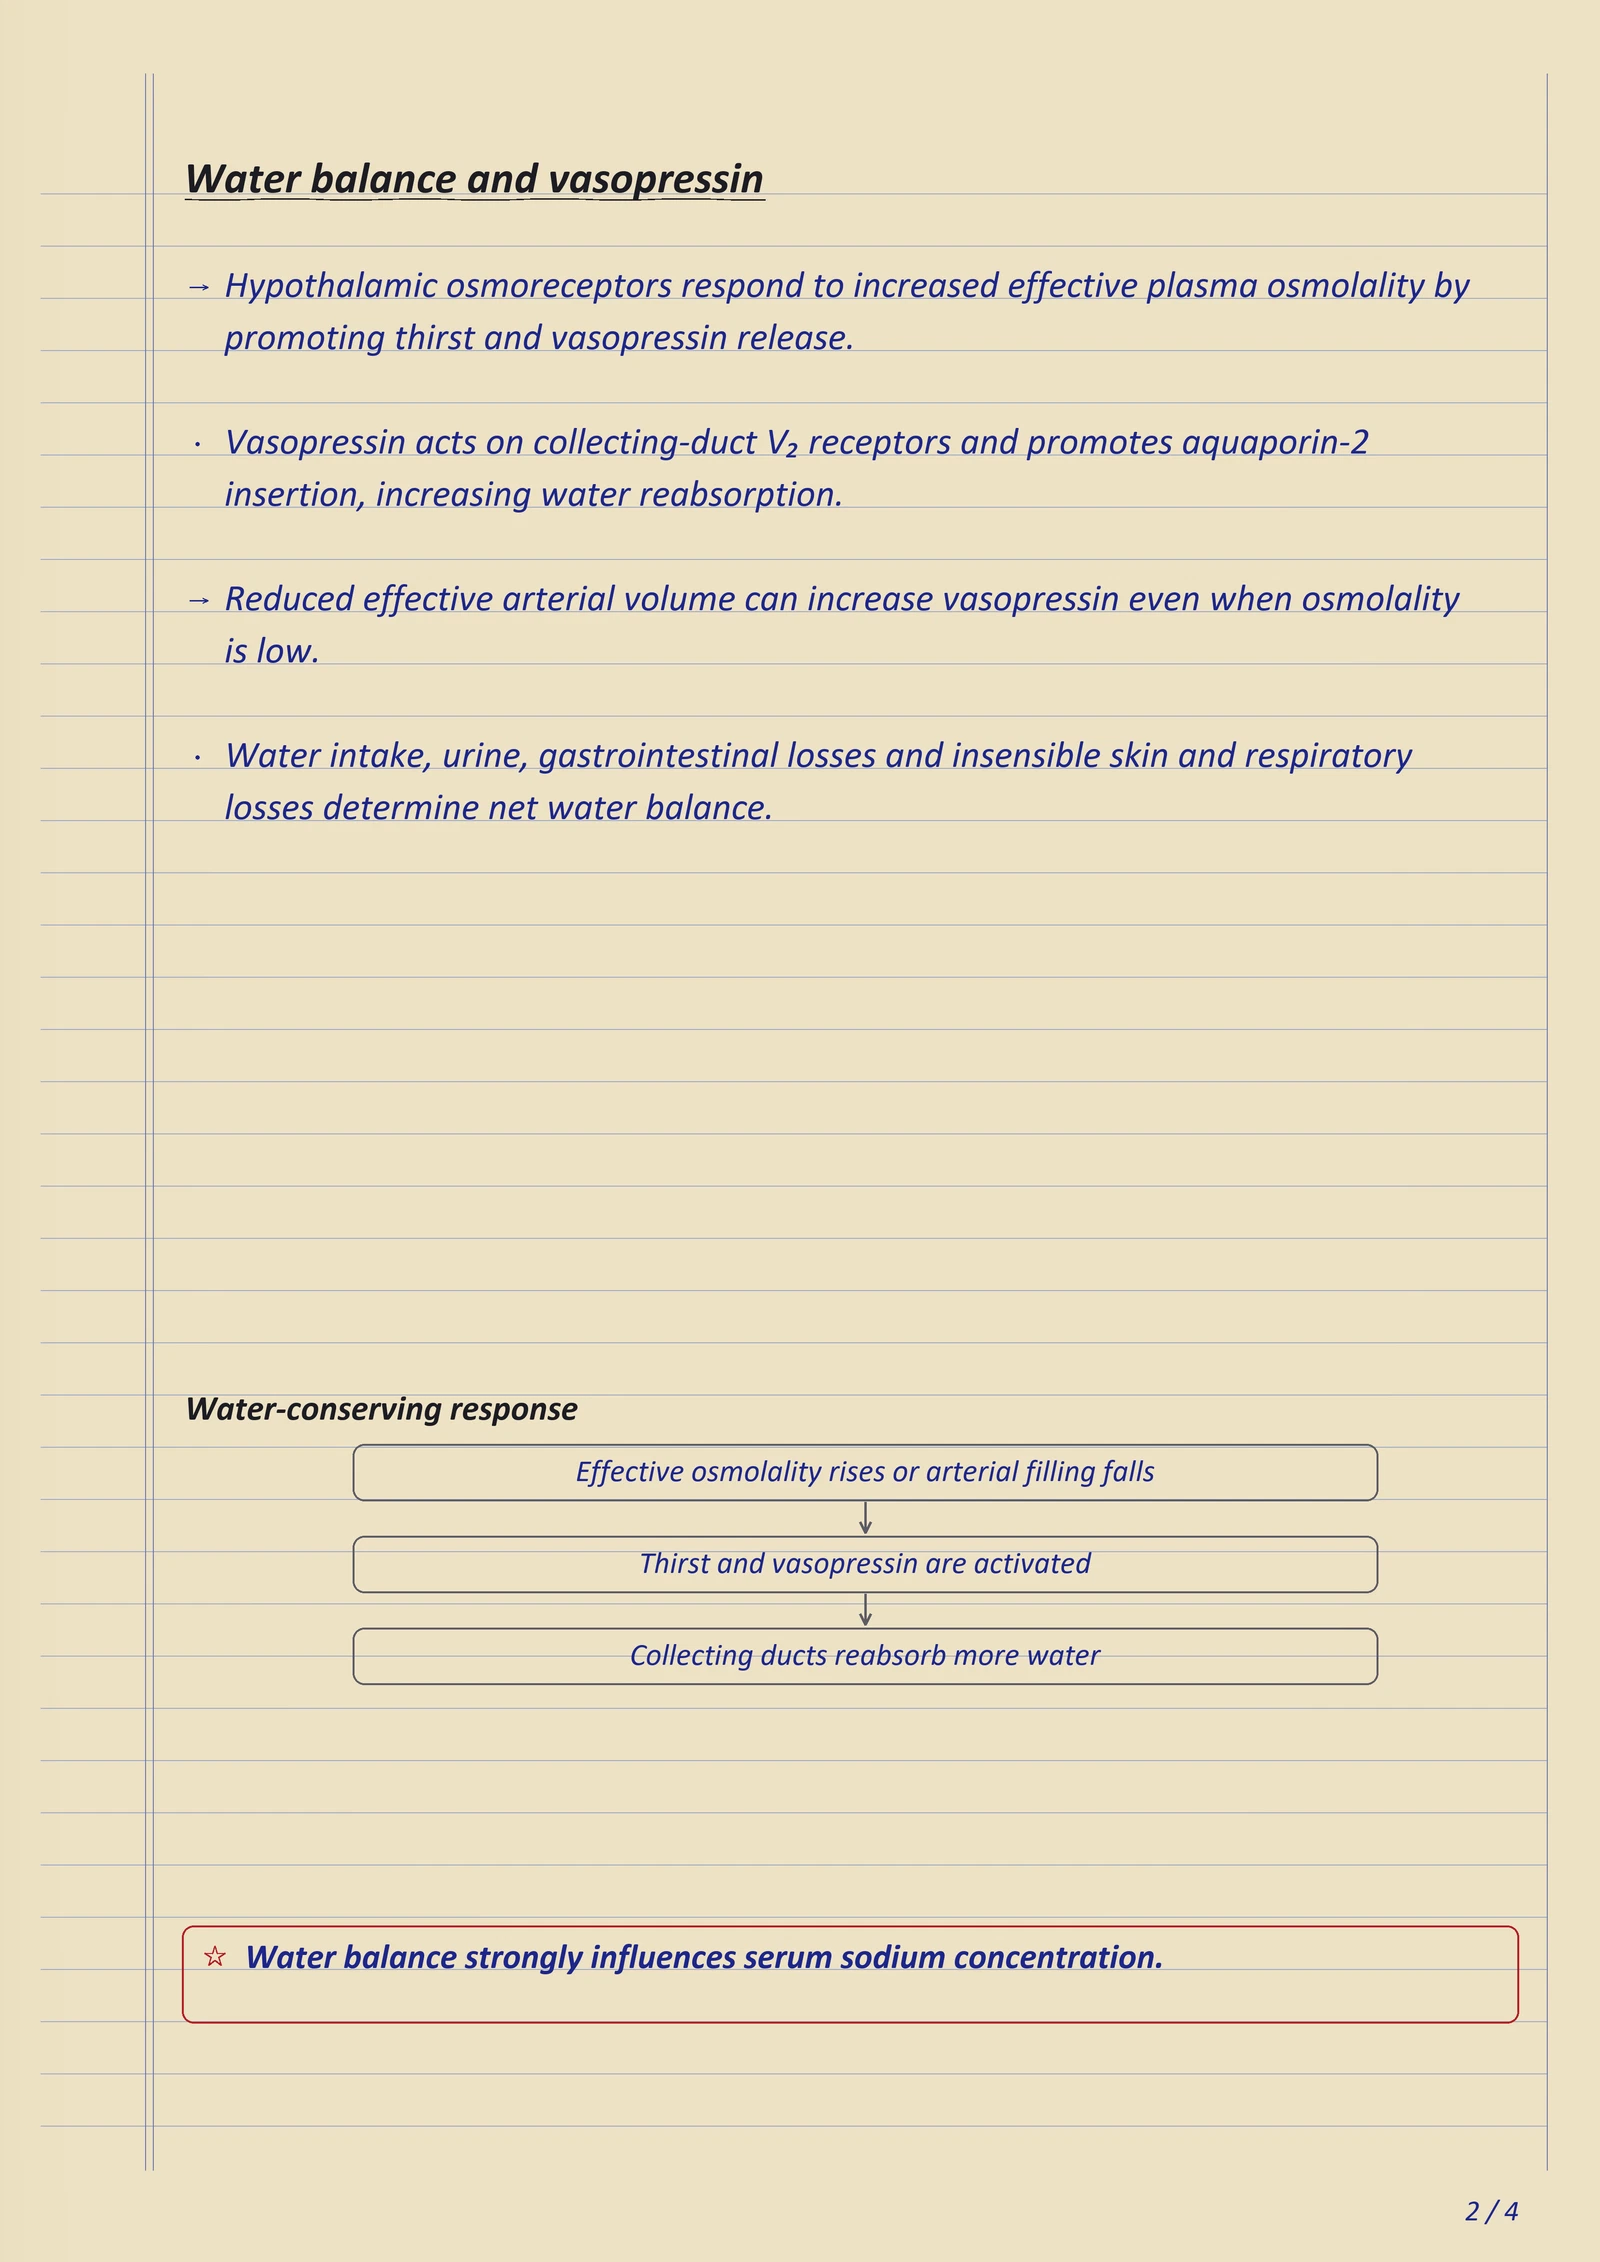 Water balance and vasopressin
→ Hypothalamic osmoreceptors respond to increased effective plasma osmolality by
promoting thirst and vasopressin release.
· Vasopressin acts on collecting-duct V₂ receptors and promotes aquaporin-2
insertion, increasing water reabsorption.
→ Reduced effective arterial volume can increase vasopressin even when osmolality
is low.
· Water intake, urine, gastrointestinal losses and insensible skin and respiratory
losses determine net water balance.
Water-conserving response
Effective osmolality rises or arterial filling falls
Thirst and vasopressin are activated
Collecting ducts reabsorb more water
☆ Water balance strongly influences serum sodium concentration.
2 / 4